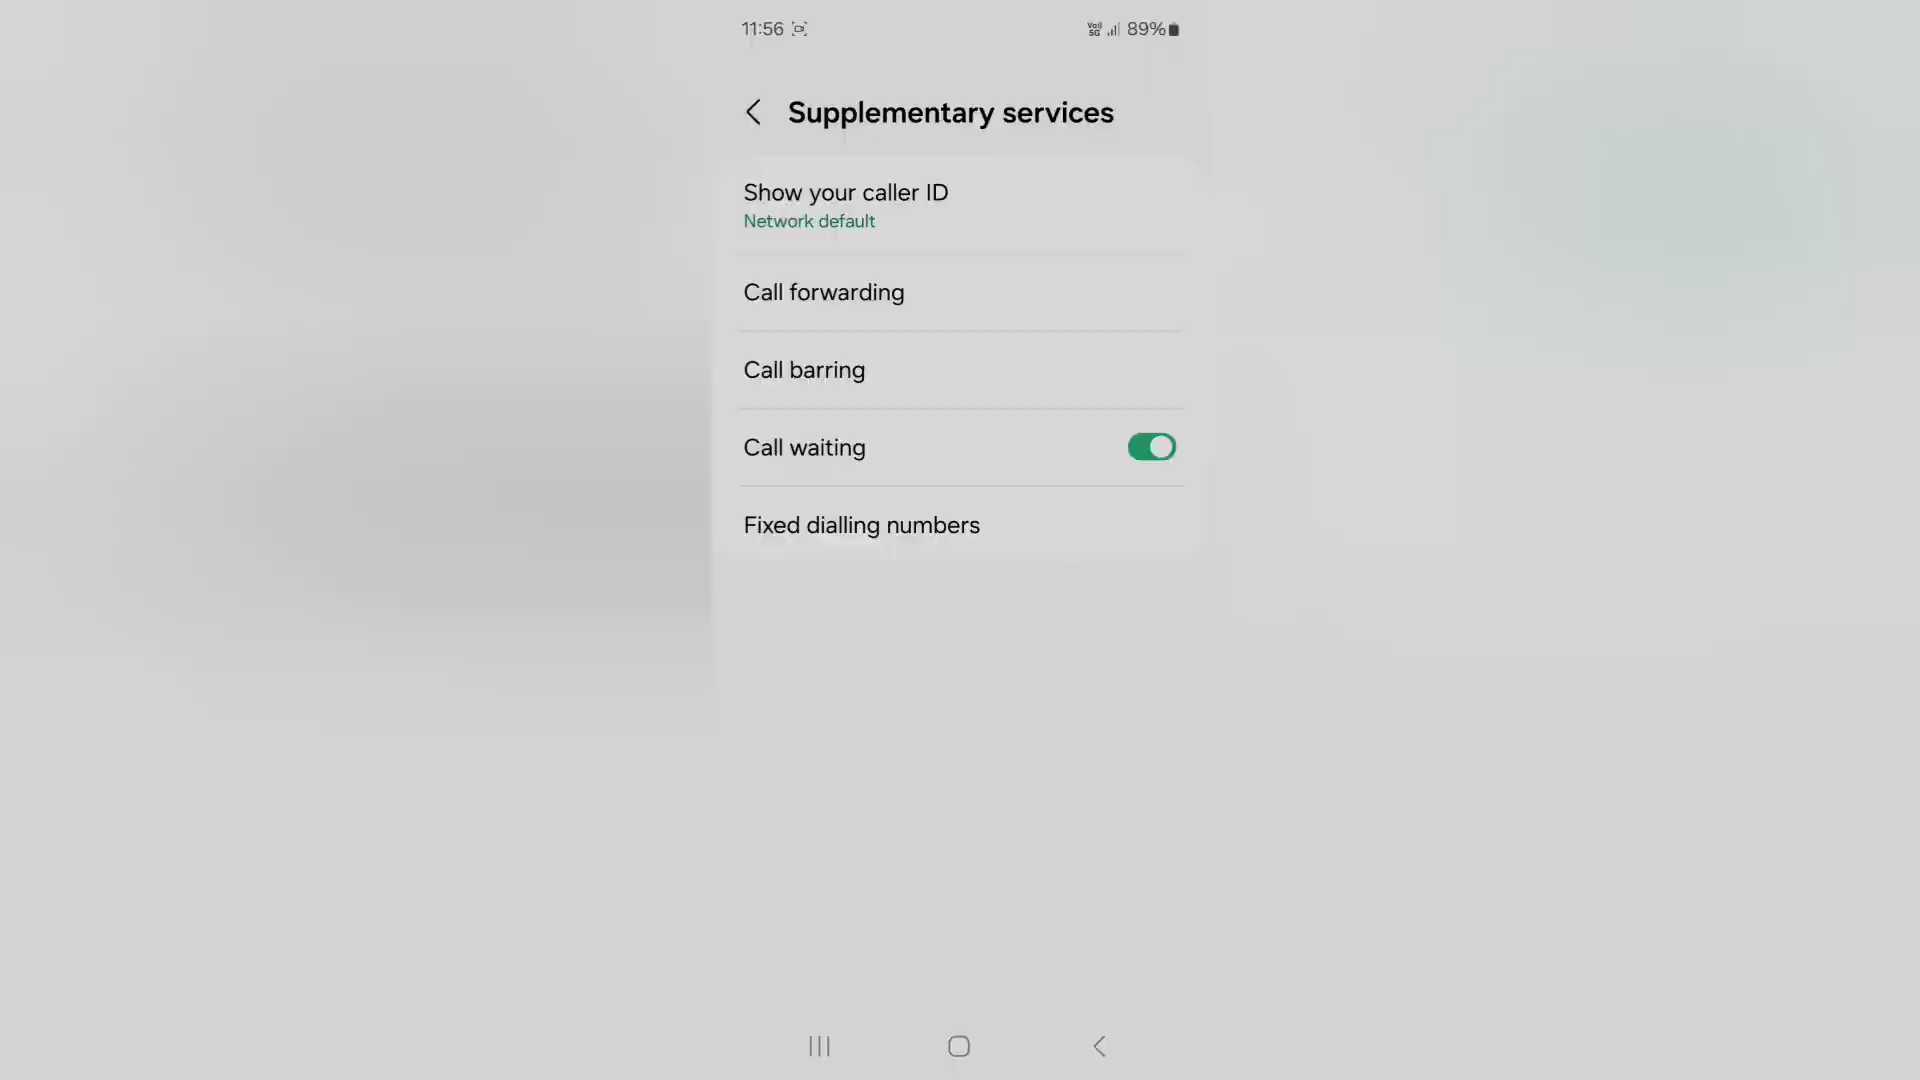 11:56 89%
Supplementary services
Show your caller ID
Network default
Call forwarding
Call barring
Call waiting
Fixed dialling numbers